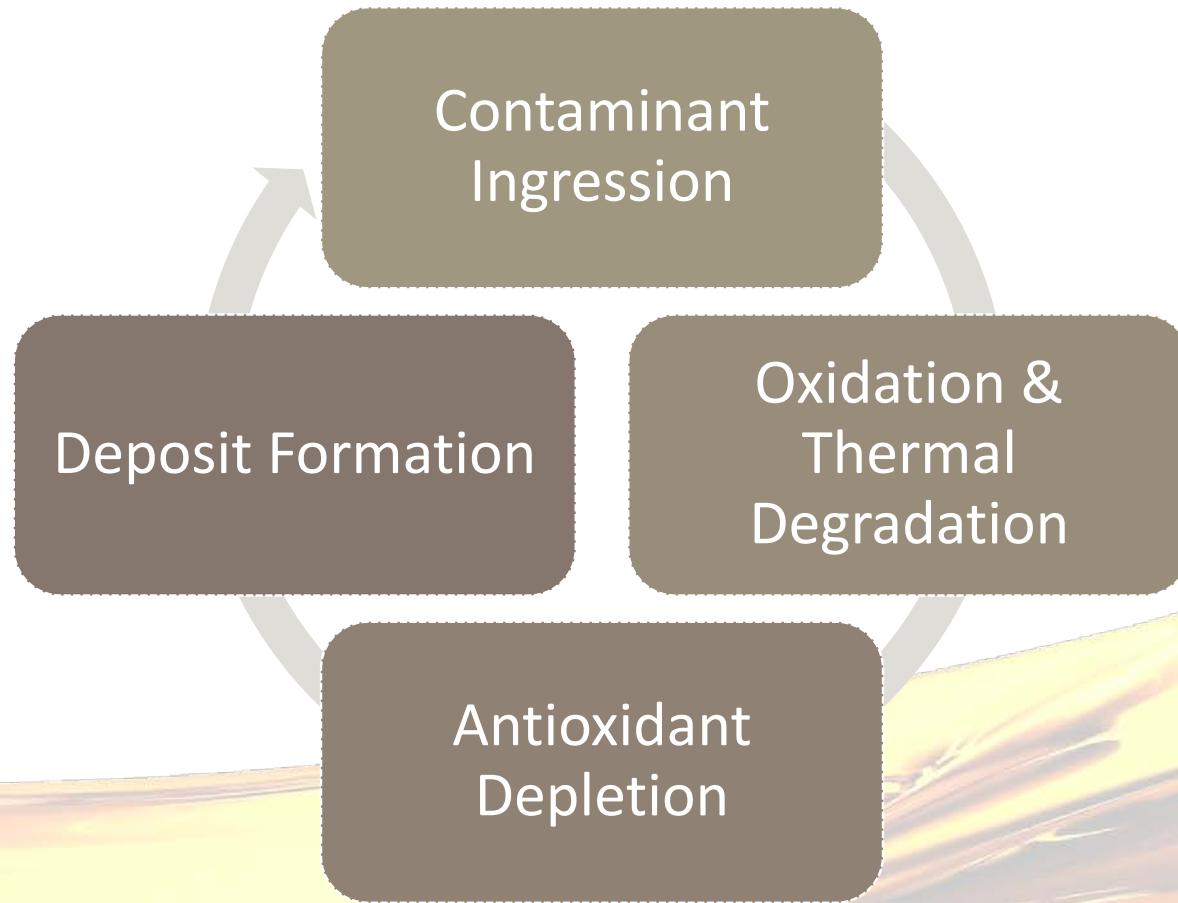 Contaminant
Ingression
Oxidation &
Thermal
Degradation
Antioxidant
Depletion
Deposit Formation